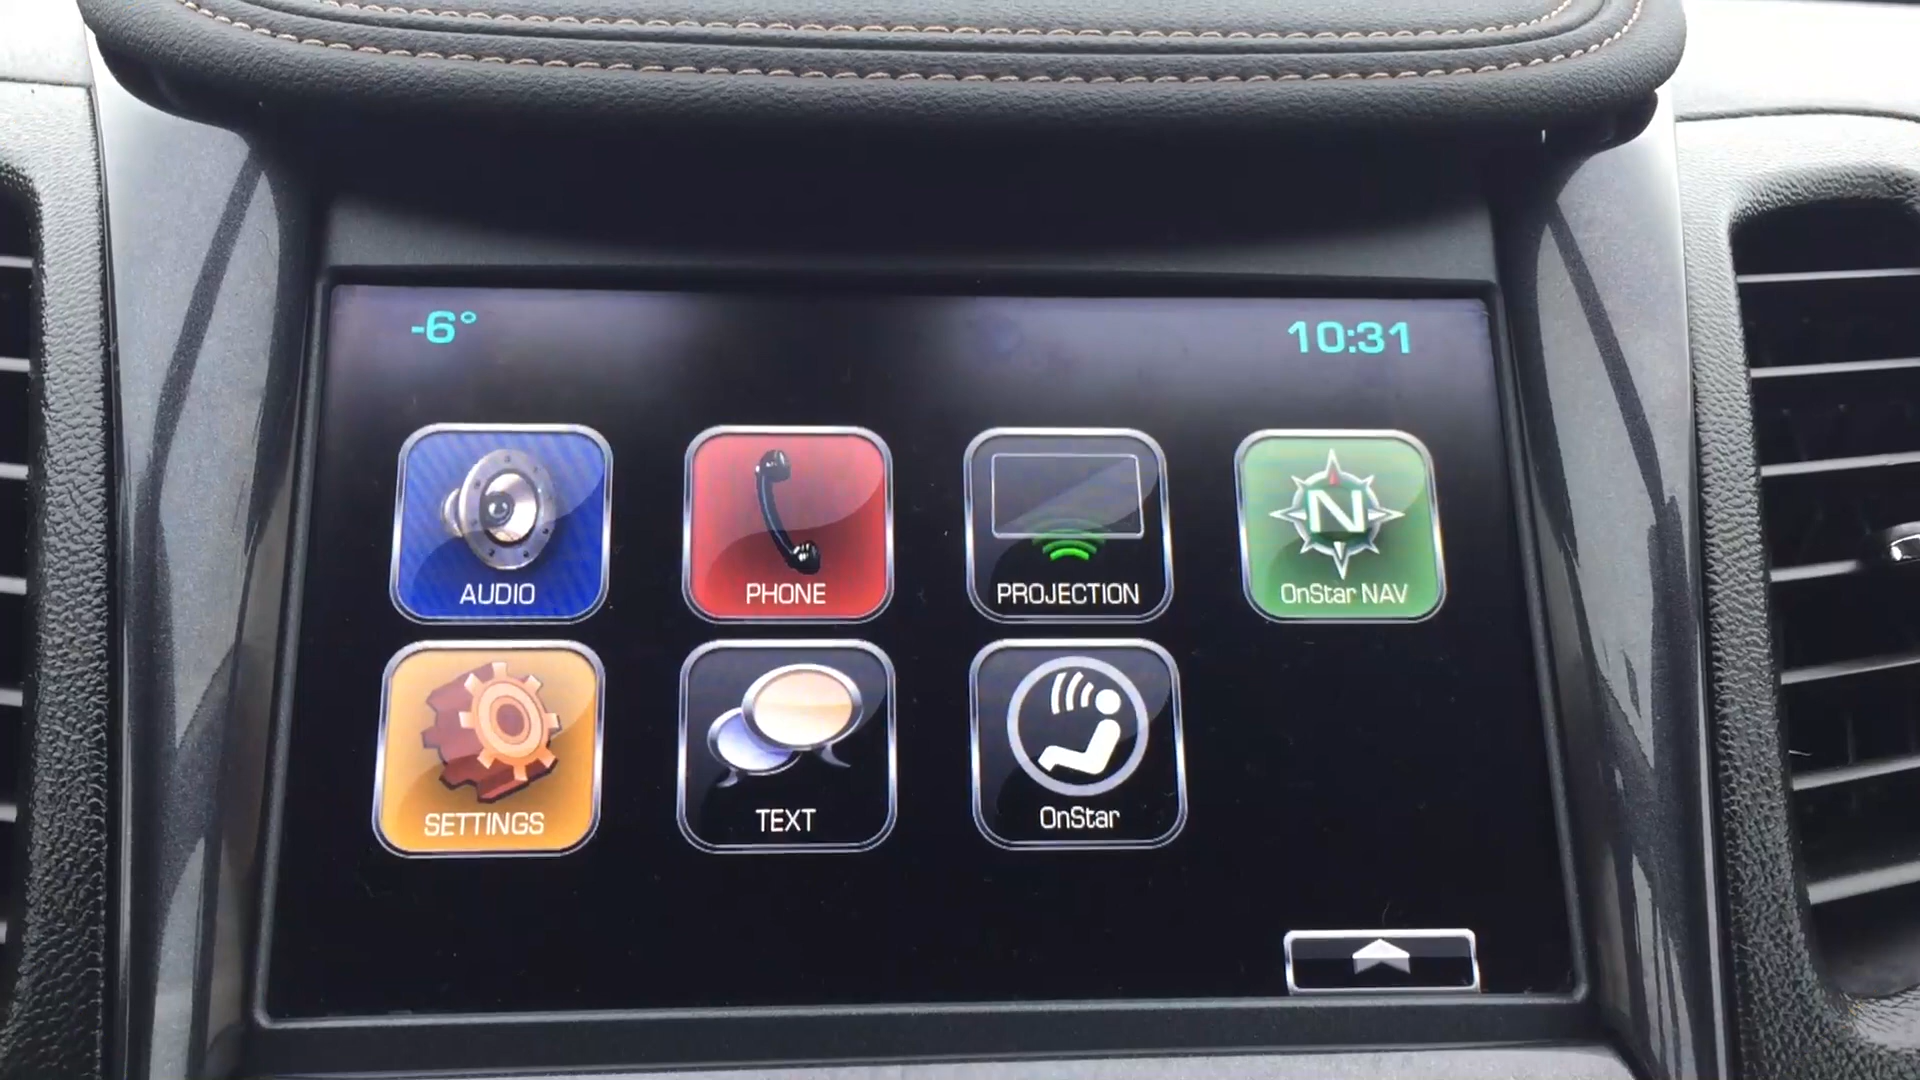 -6°
10:31
AUDIO
PHONE
PROJECTION
N
OnStar NAV
SETTINGS
TEXT
OnStar